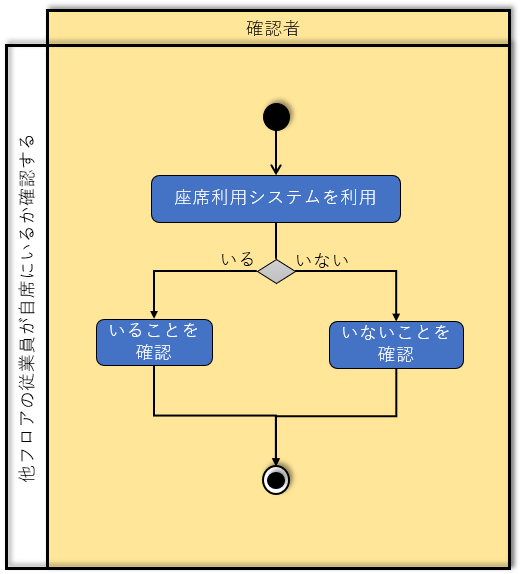 確認者
他フロアの従業員が自席にいるか確認する
座席利用システムを利用
いる
いない
いることを
確認
いないことを
確認